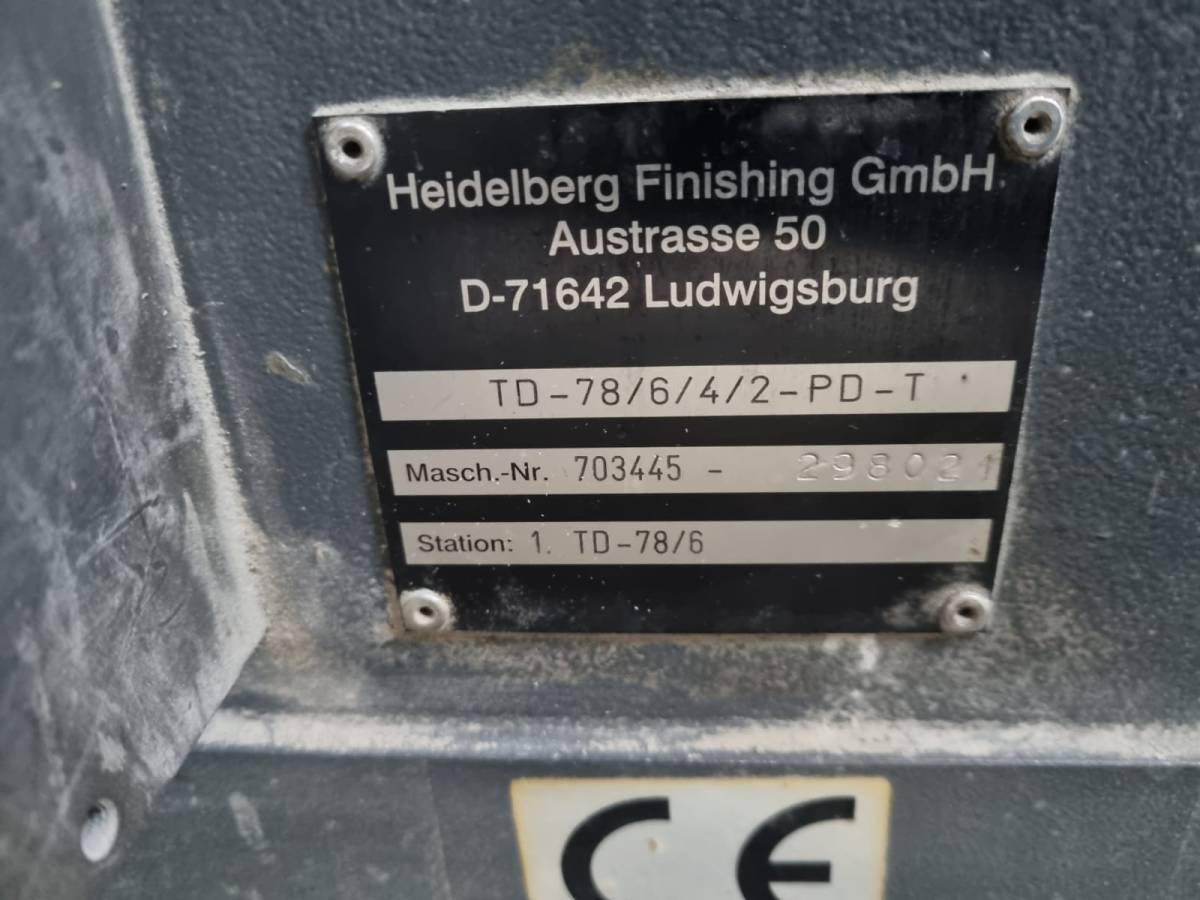 Heidelberg Finishing GmbH
Austrasse 50
D-71642 Ludwigsburg
TD-78/6/4/2-PD-T
Masch.-Nr. 703445 - 298021
Station: 1. TD-78/6
CE